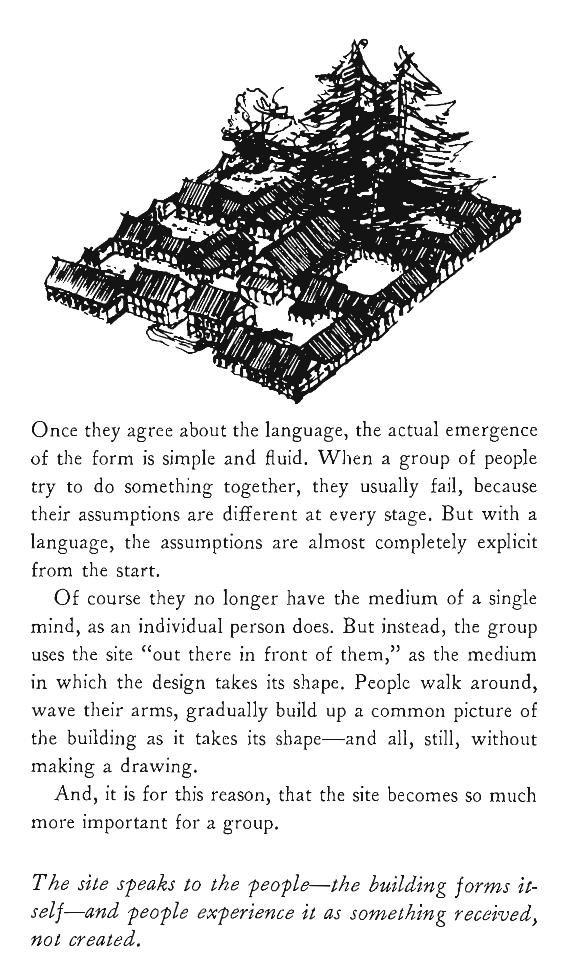 Once they agree about the language, the actual emergence
of the form is simple and fluid. When a group of people
try to do something together, they usually fail, because
their assumptions are different at every stage. But with a
language, the assumptions are almost completely explicit
from the start.
Of course they no longer have the medium of a single
mind, as an individual person does. But instead, the group
uses the site “out there in front of them,” as the medium
in which the design takes its shape. People walk around,
wave their arms, gradually build up a common picture of
the building as it takes its shape—and all, still, without
making a drawing.
And, it is for this reason, that the site becomes so much
more important for a group.
The site speaks to the people—the building forms it-
self—and people experience it as something received,
not created.